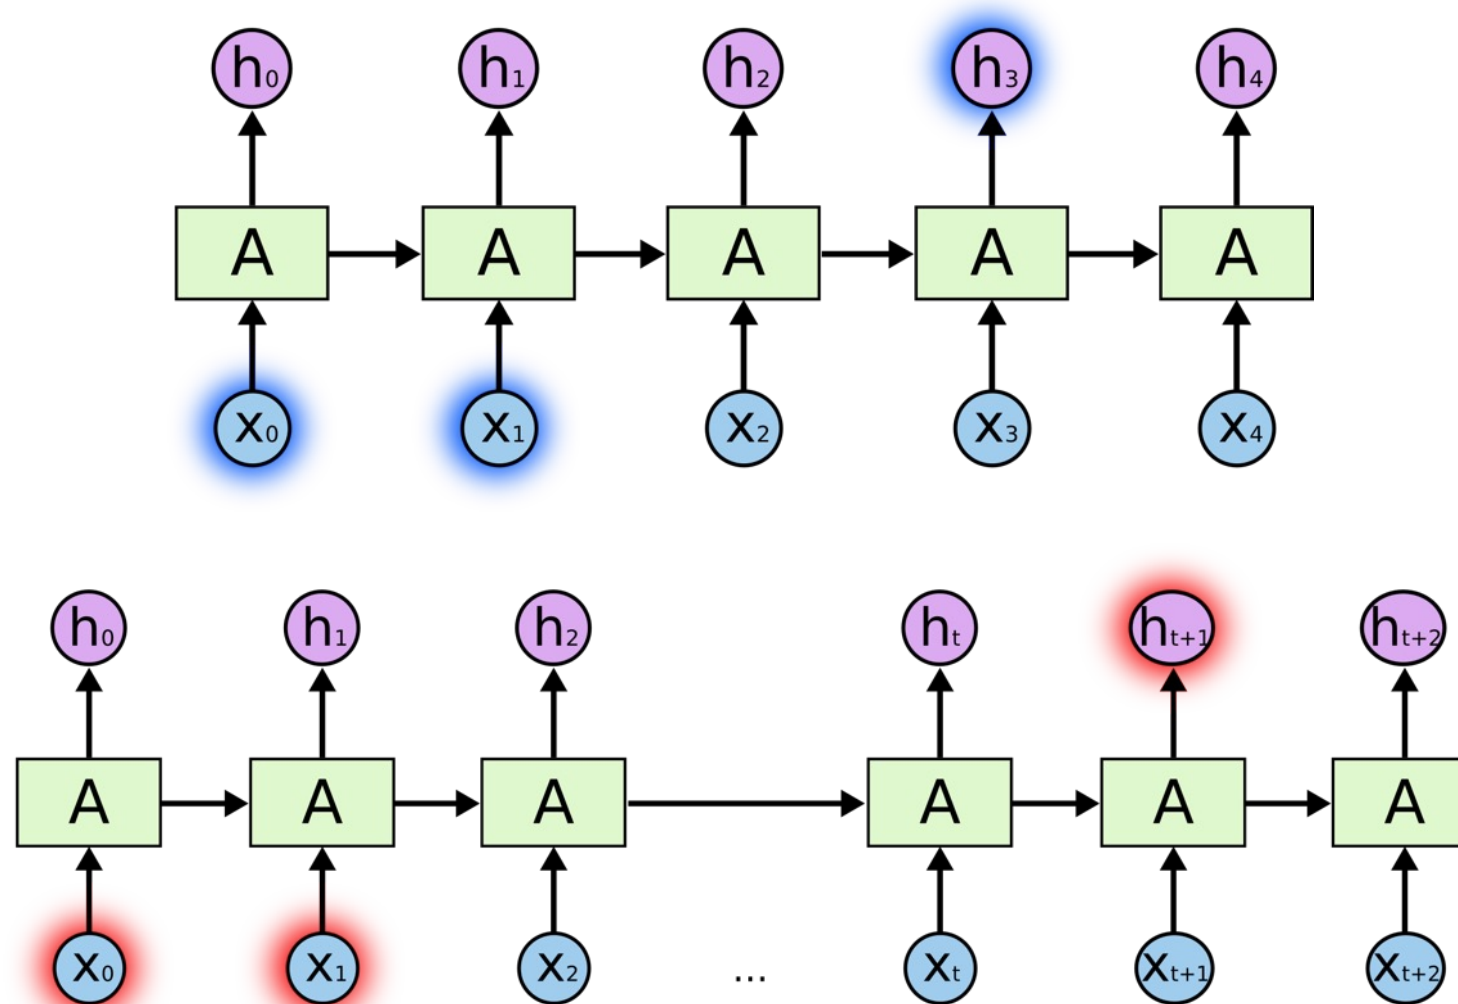 h₀ h₁ h₂ h₃ h₄
A A A A A
x₀ x₁ x₂ x₃ x₄
h₀ h₁ h₂ hₜ hₜ₊₁ hₜ₊₂
A A A A A A
x₀ x₁ x₂ ... xₜ xₜ₊₁ xₜ₊₂